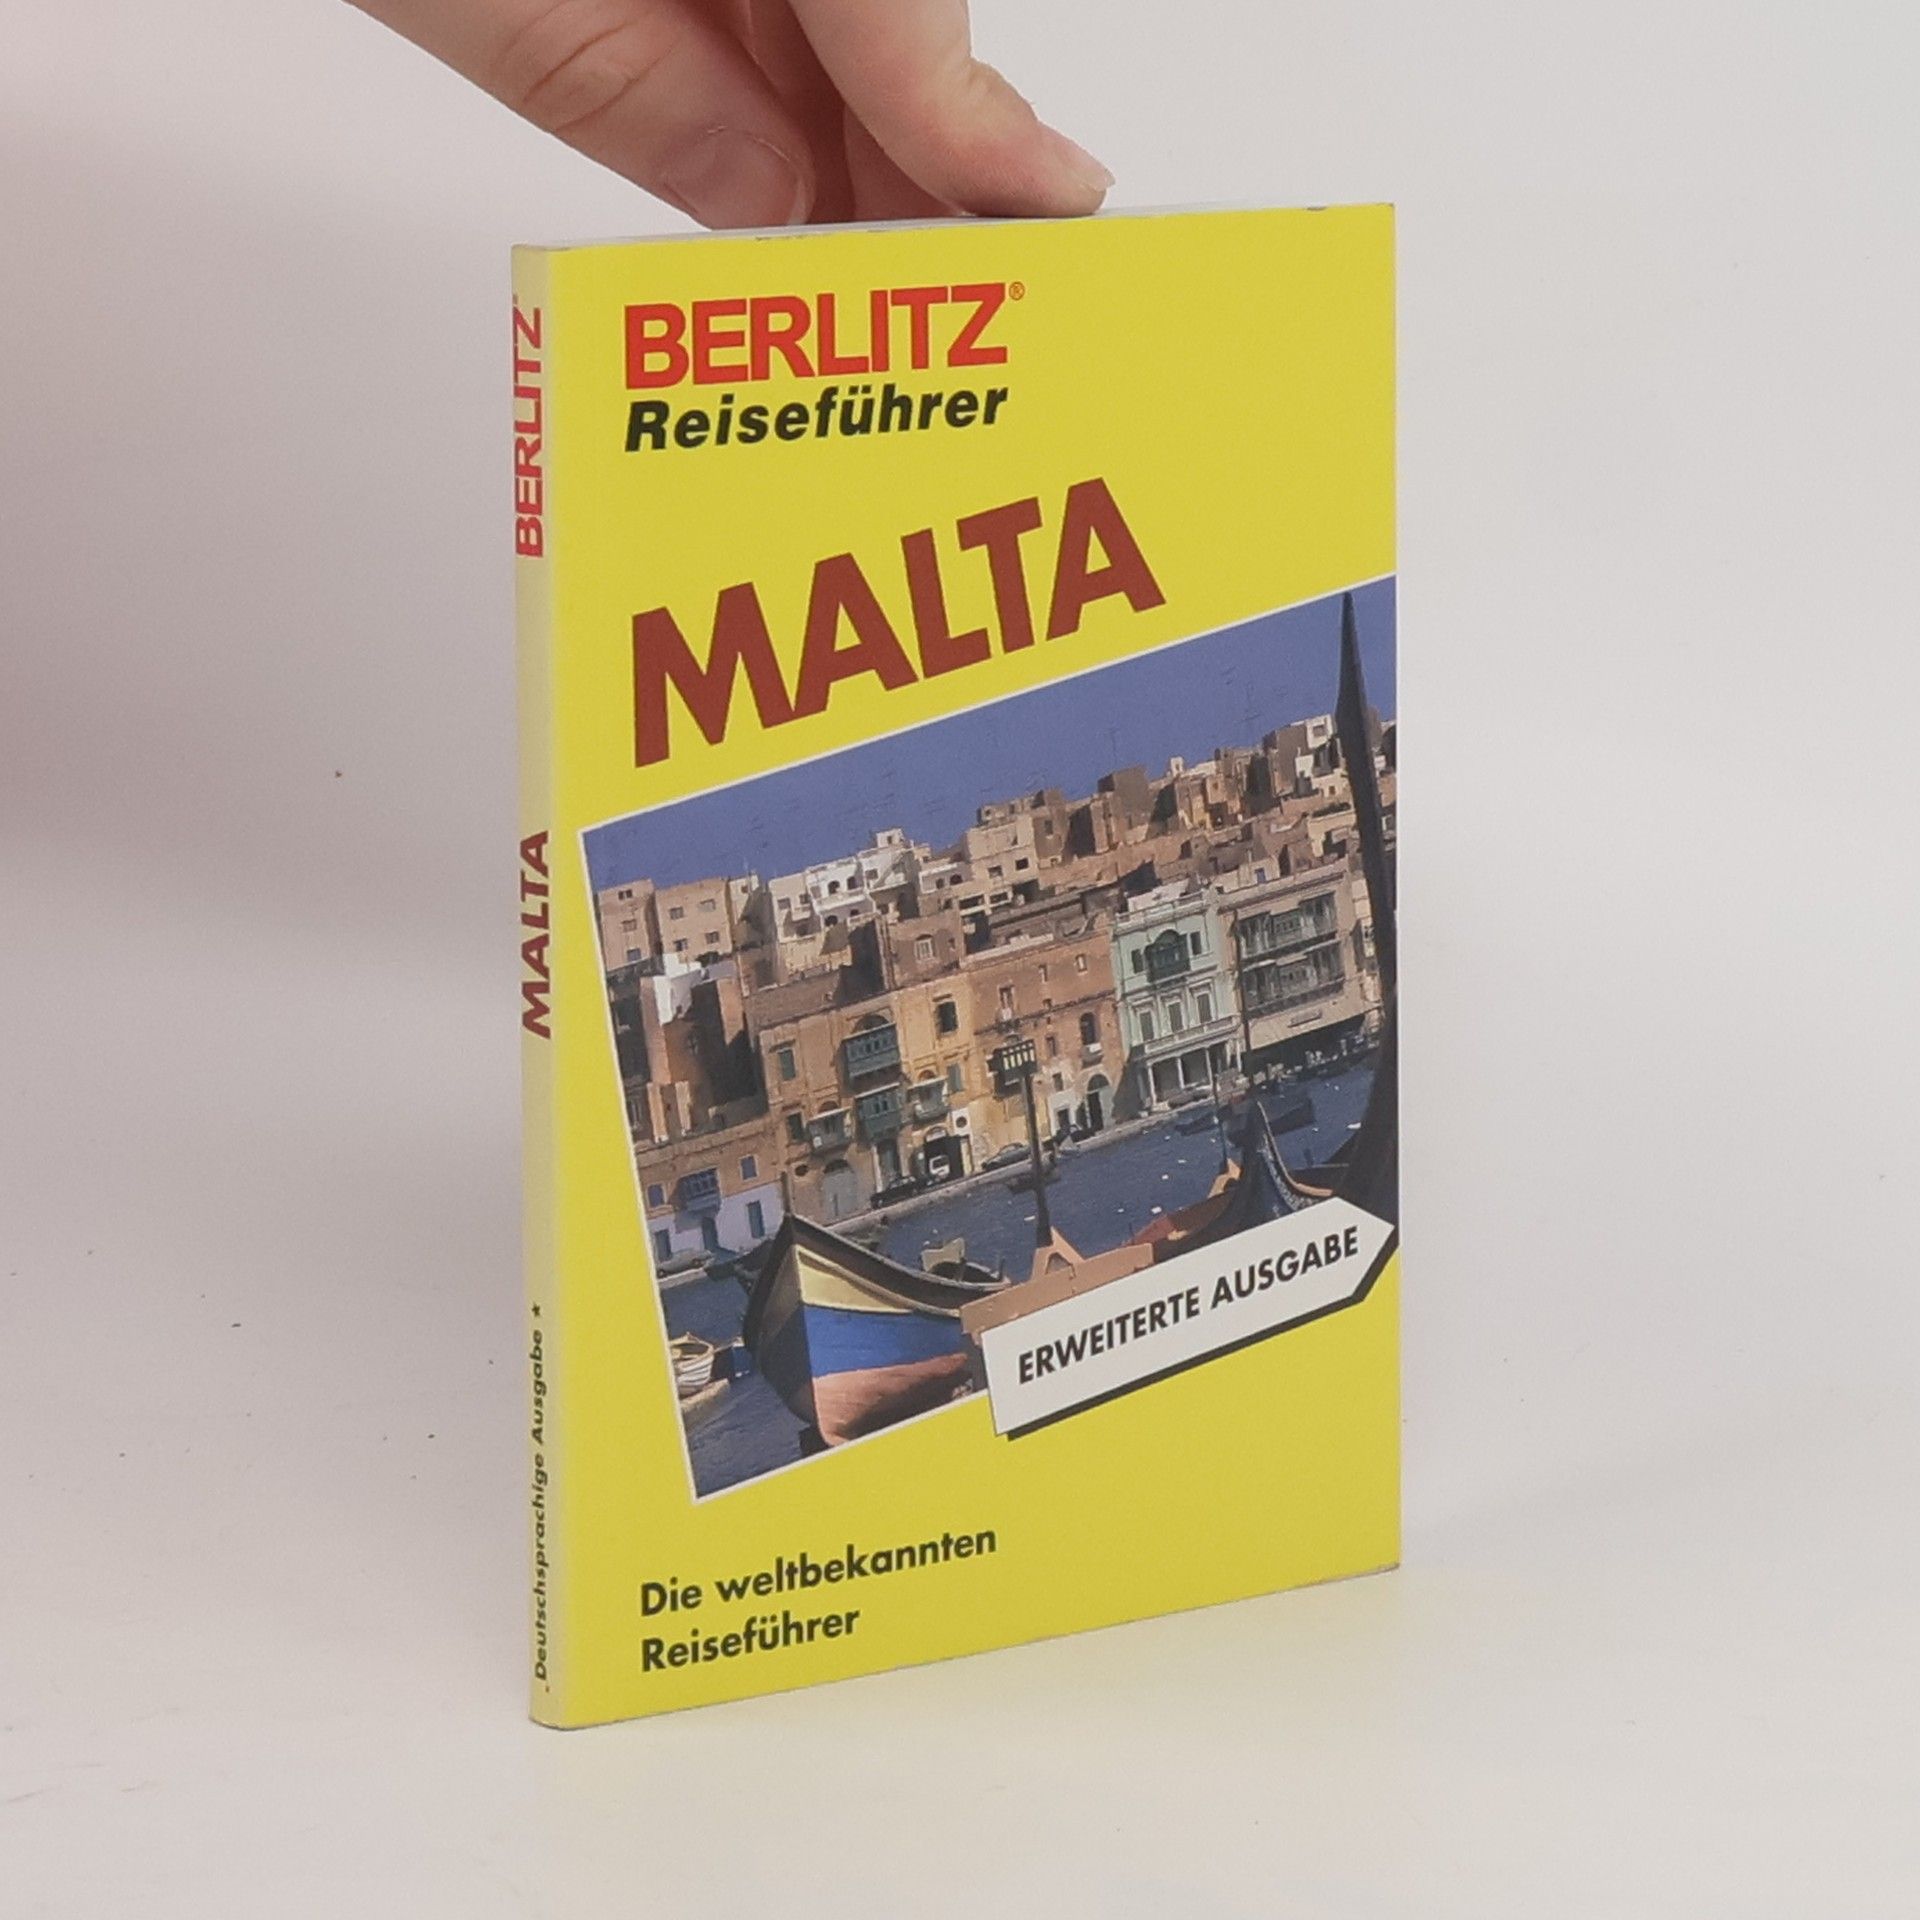 BERLITZ®
Reiseführer
MALTA
ERWEITERTE AUSGABE
Die weltbekannten
Reiseführer
BERLITZ
MALTA
Deutschsprachige Ausgabe *